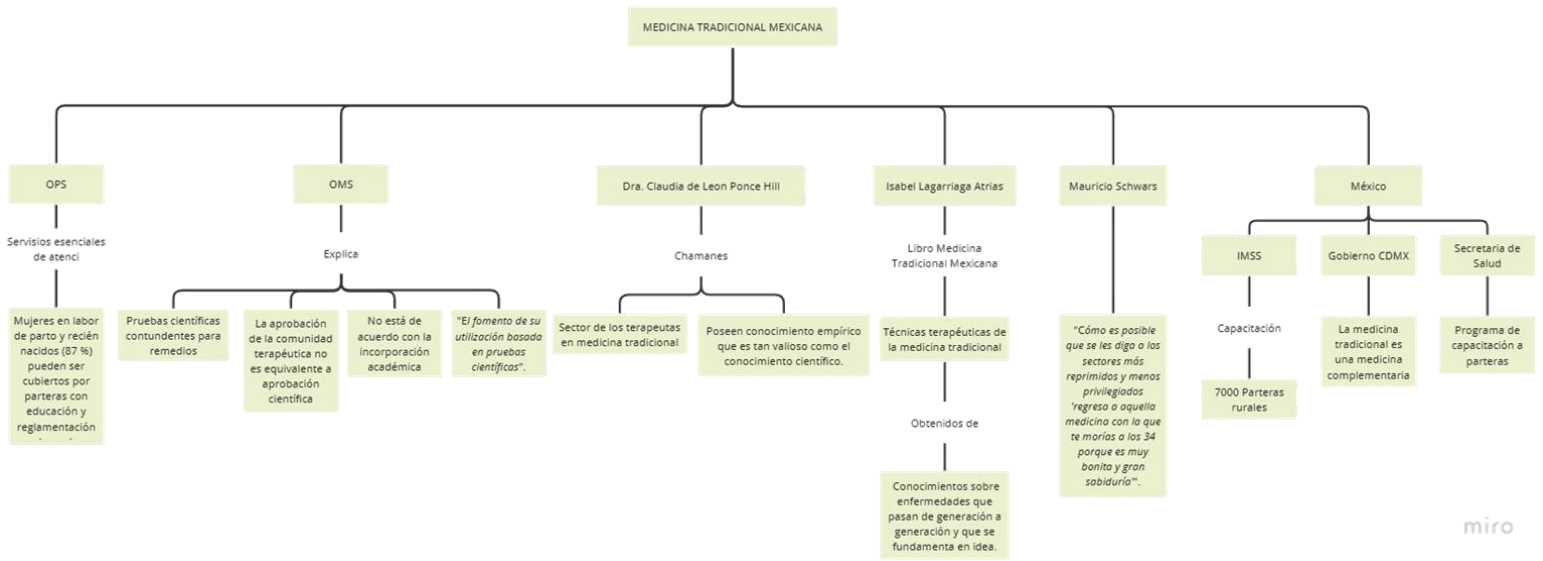 MEDICINA TRADICIONAL MEXICANA
OPS
Servisios esenciales
de atenci
Mujeres en labor
de parto y recién
nacidos (87 %)
pueden ser
cubiertos por
parteras con
educación y
reglamentación
OMS
Explica
Pruebas científicas
contundentes para
remedios
La aprobación
de la comunidad
terapéutica no
es equivalente a
aprobación
científica
No está de
acuerdo con la
incorporación
académica
"El fomento de su
utilización basada
en pruebas
científicas".
Dra. Claudia de Leon Ponce Hill
Chamanes
Sector de los terapeutas
en medicina tradicional
Poseen conocimiento empírico
que es tan valioso como el
conocimiento científico.
Isabel Lagarriaga Atrias
Libro Medicina
Tradicional Mexicana
Técnicas terapéuticas de
la medicina tradicional
Obtenidos de
Conocimientos sobre
enfermedades que
pasan de generación a
generación y que se
fundamenta en idea.
Mauricio Schwars
"Cómo es posible
que se les diga a los
sectores más
reprimidos y menos
privilegiados
'regresa a aquella
medicina con la que
te morías a los 34
porque es muy
bonita y gran
sabiduría'".
México
IMSS
Capacitación
7000 Parteras
rurales
Gobierno CDMX
La medicina
tradicional es
una medicina
complementaria
Secretaria de
Salud
Programa de
capacitación a
parteras
miro